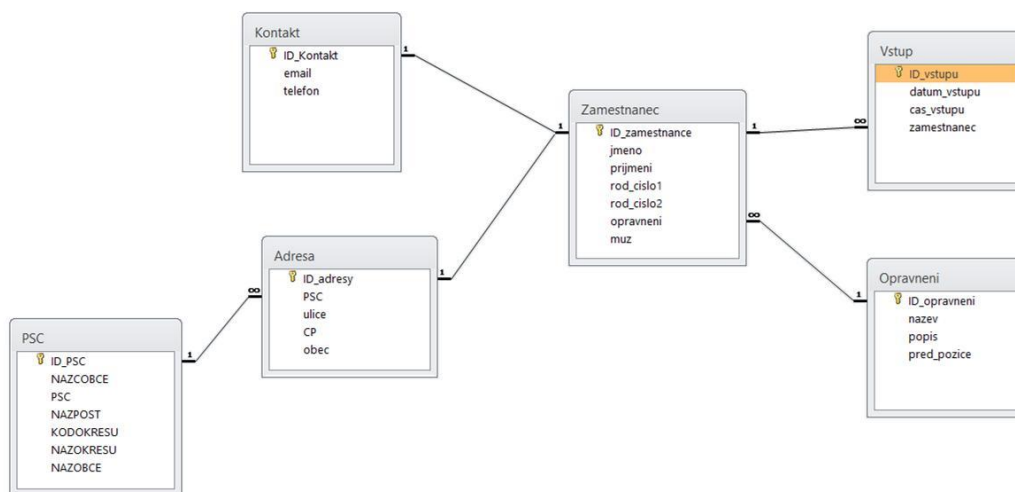 Kontakt
ID_Kontakt
email
telefon
1
Zamestnanec
ID_zamestnance
jmeno
prijmeni
rod_cislo1
rod_cislo2
opravneni
muz
1
1
∞
Vstup
ID_vstupu
datum_vstupu
cas_vstupu
zamestnanec
∞
Adresa
ID_adresy
PSC
ulice
CP
obec
∞
1
Opravneni
ID_opravneni
nazev
popis
pred_pozice
1
PSC
ID_PSC
NAZCOBCE
PSC
NAZPOST
KODOKRESU
NAZOKRESU
NAZOBCE
1